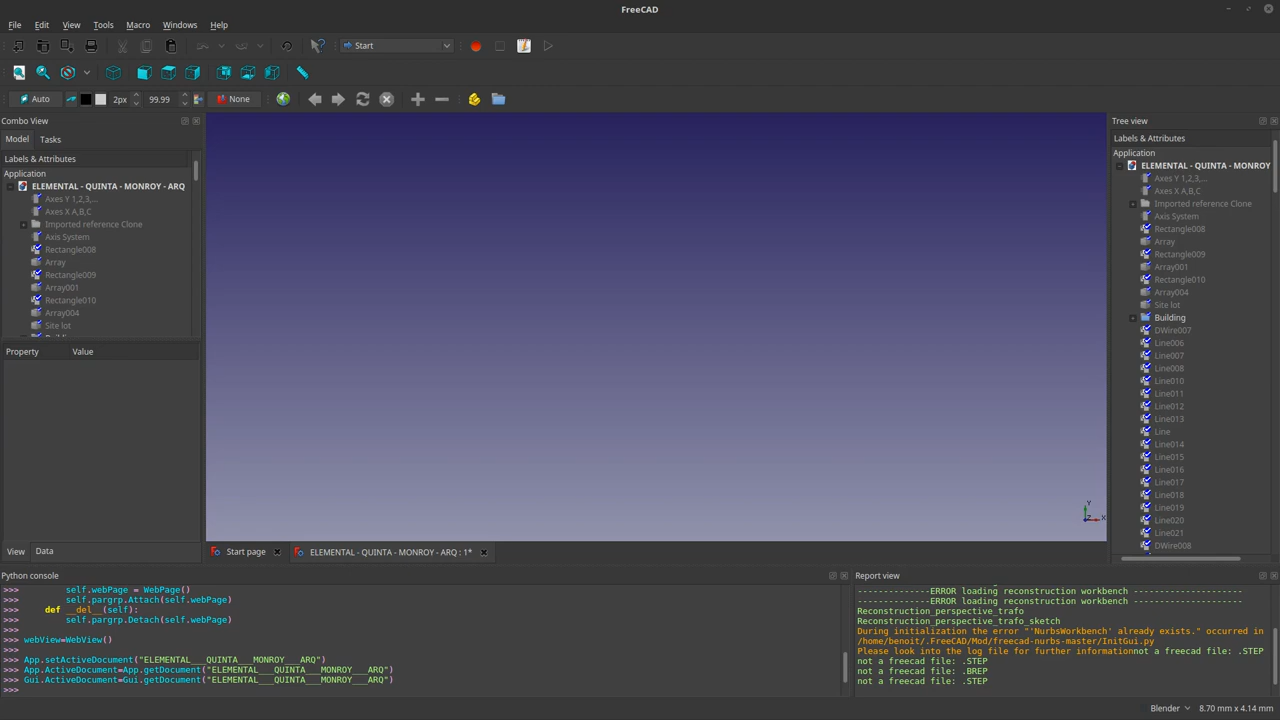 FreeCAD
File Edit View Tools Macro Windows Help
Start
Auto 2px 99.99 None
Combo View
Model Tasks
Labels & Attributes
Application
ELEMENTAL - QUINTA - MONROY - ARQ
Axes Y 1,2,3,...
Axes X A,B,C
Imported reference Clone
Axis System
Rectangle008
Array
Rectangle009
Array001
Rectangle010
Array004
Site lot
Property Value
View Data
Tree view
Labels & Attributes
Application
ELEMENTAL - QUINTA - MONROY
Axes Y 1,2,3,...
Axes X A,B,C
Imported reference Clone
Axis System
Rectangle008
Array
Rectangle009
Array001
Rectangle010
Array004
Site lot
Building
DWire007
Line006
Line007
Line008
Line010
Line011
Line012
Line013
Line
Line014
Line015
Line016
Line017
Line018
Line019
Line020
Line021
DWire008
Y
Z
X
Start page ELEMENTAL - QUINTA - MONROY - ARQ : 1*
Python console
>>> self.webPage = WebPage()
>>> self.pargrp.Attach(self.webPage)
>>> def __del__(self):
>>> self.pargrp.Detach(self.webPage)
>>>
>>> webView=WebView()
>>>
>>> App.setActiveDocument("ELEMENTAL___QUINTA___MONROY___ARQ")
>>> App.ActiveDocument=App.getDocument("ELEMENTAL___QUINTA___MONROY___ARQ")
>>> Gui.ActiveDocument=Gui.getDocument("ELEMENTAL___QUINTA___MONROY___ARQ")
>>>
Report view
--------------ERROR loading reconstruction workbench ---------------------
--------------ERROR loading reconstruction workbench ---------------------
Reconstruction_perspective_trafo
Reconstruction_perspective_trafo_sketch
During initialization the error "'NurbsWorkbench' already exists." occurred in
/home/benoit/.FreeCAD/Mod/freecad-nurbs-master/InitGui.py
Please look into the log file for further informationnot a freecad file: .STEP
not a freecad file: .STEP
not a freecad file: .BREP
not a freecad file: .STEP
Blender 8.70 mm x 4.14 mm